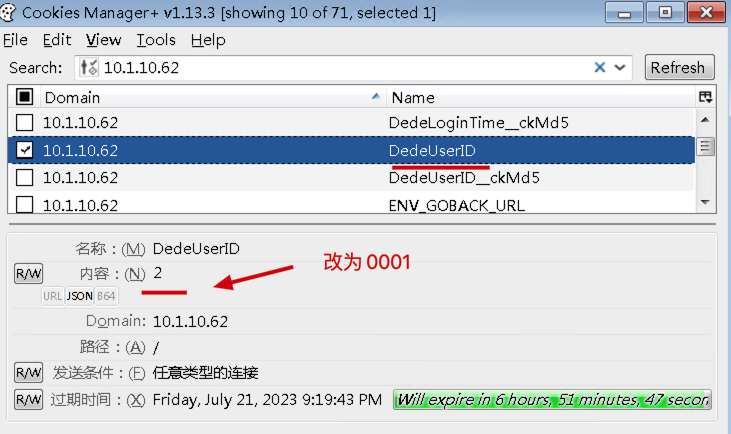 Cookies Manager+ v1.13.3 [showing 10 of 71, selected 1]
File Edit View Tools Help
Search: 10.1.10.62 Refresh
Domain Name
10.1.10.62 DedeLoginTime__ckMd5
10.1.10.62 DedeUserID
10.1.10.62 DedeUserID__ckMd5
10.1.10.62 ENV_GOBACK_URL
名称：(M) DedeUserID
R/W 内容：(N) 2
改为 0001
URL JSON B64
Domain: 10.1.10.62
路径：(A) /
R/W 发送条件：(F) 任意类型的连接
R/W 过期时间：(X) Friday, July 21, 2023 9:19:43 PM Will expire in 6 hours, 51 minutes, 47 secon